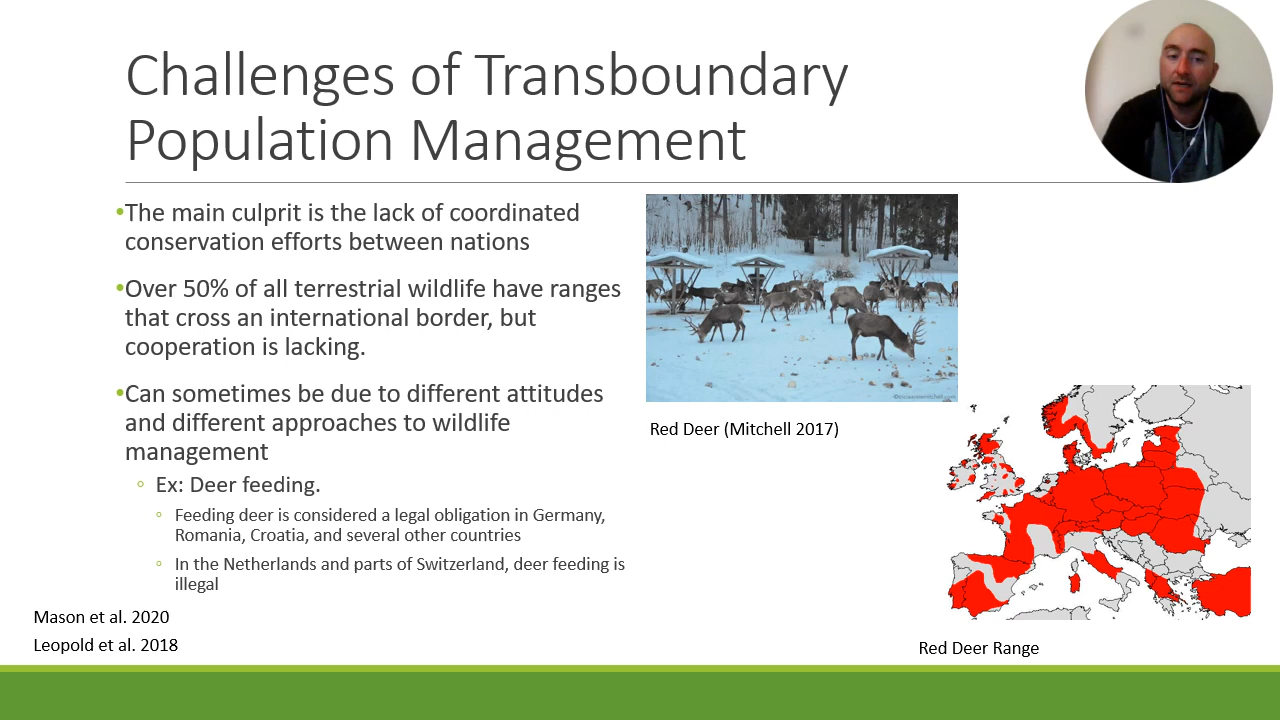 Challenges of Transboundary
Population Management
•The main culprit is the lack of coordinated
conservation efforts between nations
•Over 50% of all terrestrial wildlife have ranges
that cross an international border, but
cooperation is lacking.
•Can sometimes be due to different attitudes
and different approaches to wildlife
management
◦ Ex: Deer feeding.
◦ Feeding deer is considered a legal obligation in Germany,
Romania, Croatia, and several other countries
◦ In the Netherlands and parts of Switzerland, deer feeding is
illegal
Mason et al. 2020
Leopold et al. 2018
Red Deer (Mitchell 2017)
Red Deer Range